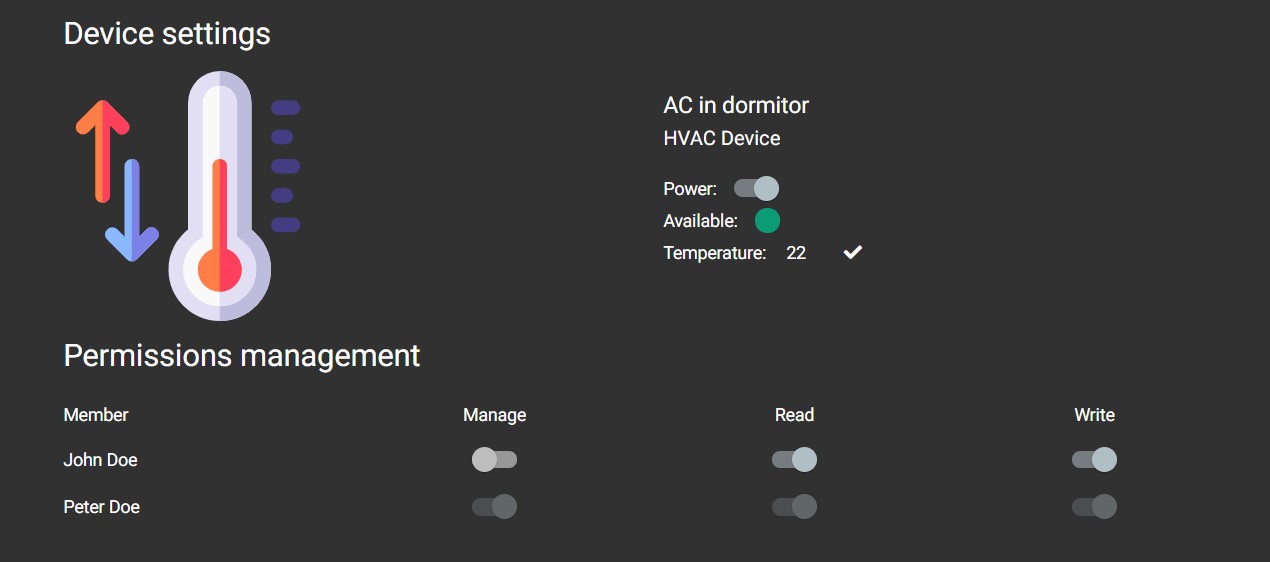 Device settings
AC in dormitor
HVAC Device
Power:
Available:
Temperature: 22
Permissions management
Member Manage Read Write
John Doe
Peter Doe